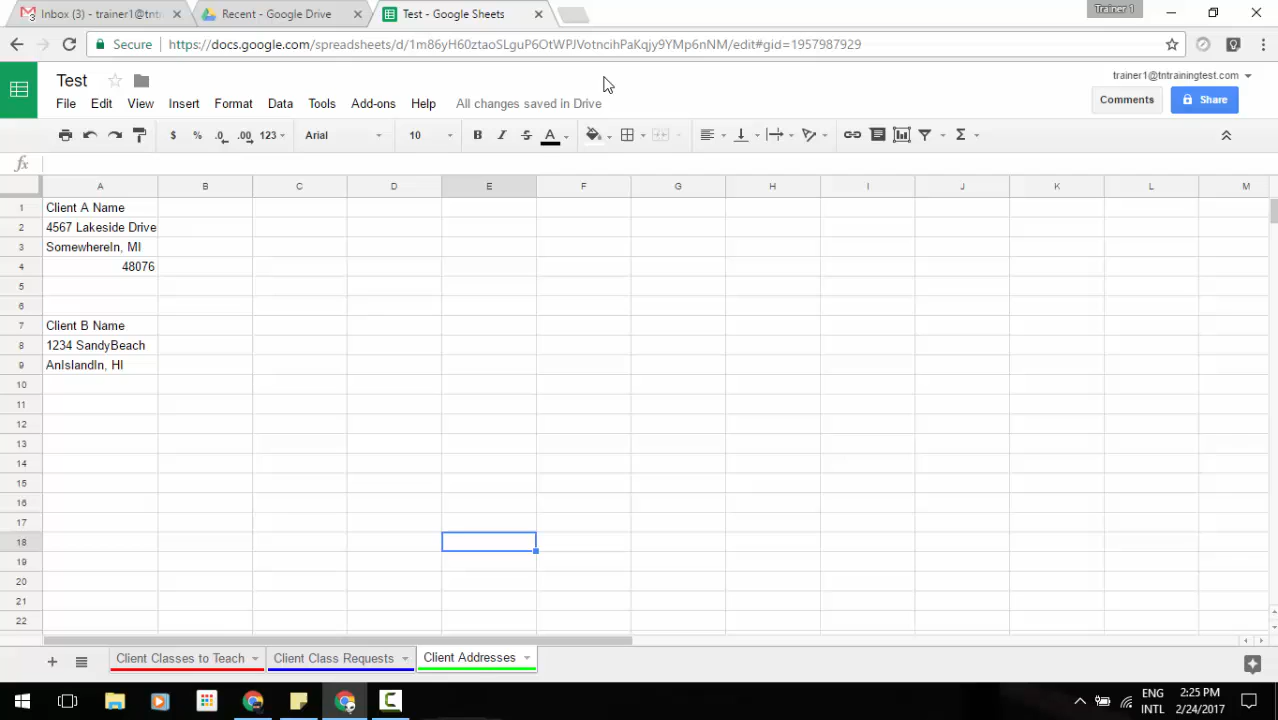 Inbox (3) - trainer1@tntr
Recent - Google Drive
Test - Google Sheets
Trainer 1
Secure
https://docs.google.com/spreadsheets/d/1m86yH60ztaoSLguP6OtWPJVotncihPaKqjy9YMp6nNM/edit#gid=1957987929
Test
trainer1@tntrainingtest.com
File Edit View Insert Format Data Tools Add-ons Help All changes saved in Drive
Comments
Share
$ % .0 .00 123 Arial 10 B I S A Σ
fx
A B C D E F G H I J K L M
1 Client A Name
2 4567 Lakeside Drive
3 SomewhereIn, MI
4 48076
5
6
7 Client B Name
8 1234 SandyBeach
9 AnIslandIn, HI
10
11
12
13
14
15
16
17
18
19
20
21
22
+ Client Classes to Teach Client Class Requests Client Addresses
ENG 2:25 PM
INTL 2/24/2017